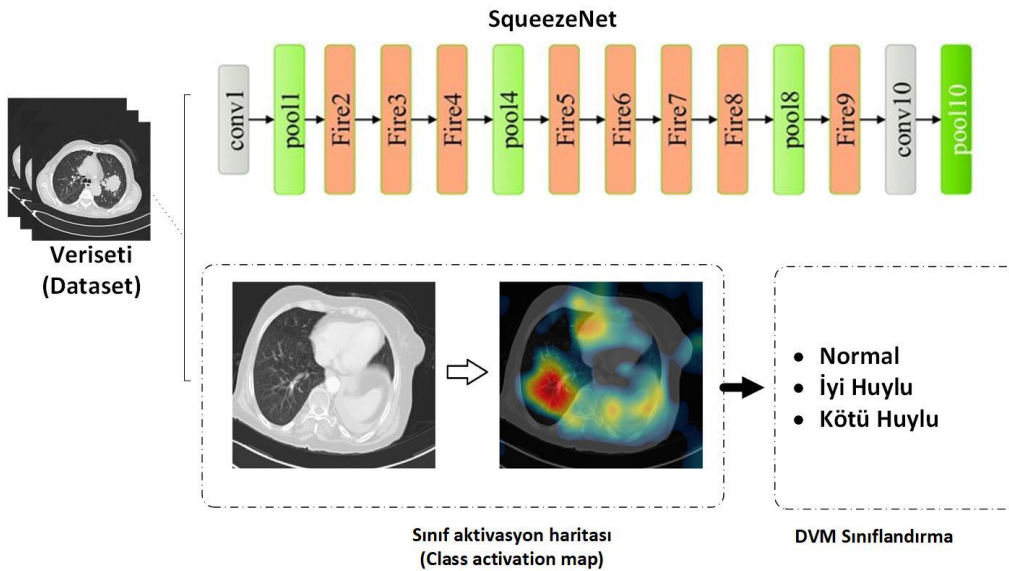 SqueezeNet
conv1
pool1
Fire2
Fire3
Fire4
pool4
Fire5
Fire6
Fire7
Fire8
pool8
Fire9
conv10
pool10
Veriseti
(Dataset)
• Normal
• İyi Huylu
• Kötü Huylu
Sınıf aktivasyon haritası
(Class activation map)
DVM Sınıflandırma